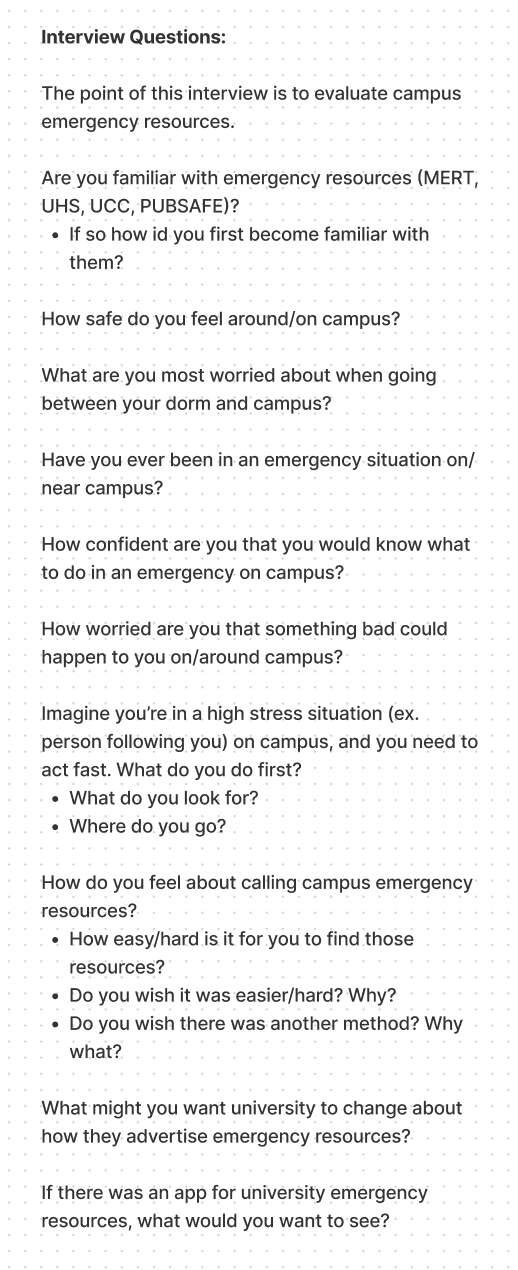 Interview Questions:
The point of this interview is to evaluate campus
emergency resources.
Are you familiar with emergency resources (MERT,
UHS, UCC, PUBSAFE)?
• If so how id you first become familiar with
them?
How safe do you feel around/on campus?
What are you most worried about when going
between your dorm and campus?
Have you ever been in an emergency situation on/
near campus?
How confident are you that you would know what
to do in an emergency on campus?
How worried are you that something bad could
happen to you on/around campus?
Imagine you're in a high stress situation (ex.
person following you) on campus, and you need to
act fast. What do you do first?
• What do you look for?
• Where do you go?
How do you feel about calling campus emergency
resources?
• How easy/hard is it for you to find those
resources?
• Do you wish it was easier/hard? Why?
• Do you wish there was another method? Why
what?
What might you want university to change about
how they advertise emergency resources?
If there was an app for university emergency
resources, what would you want to see?